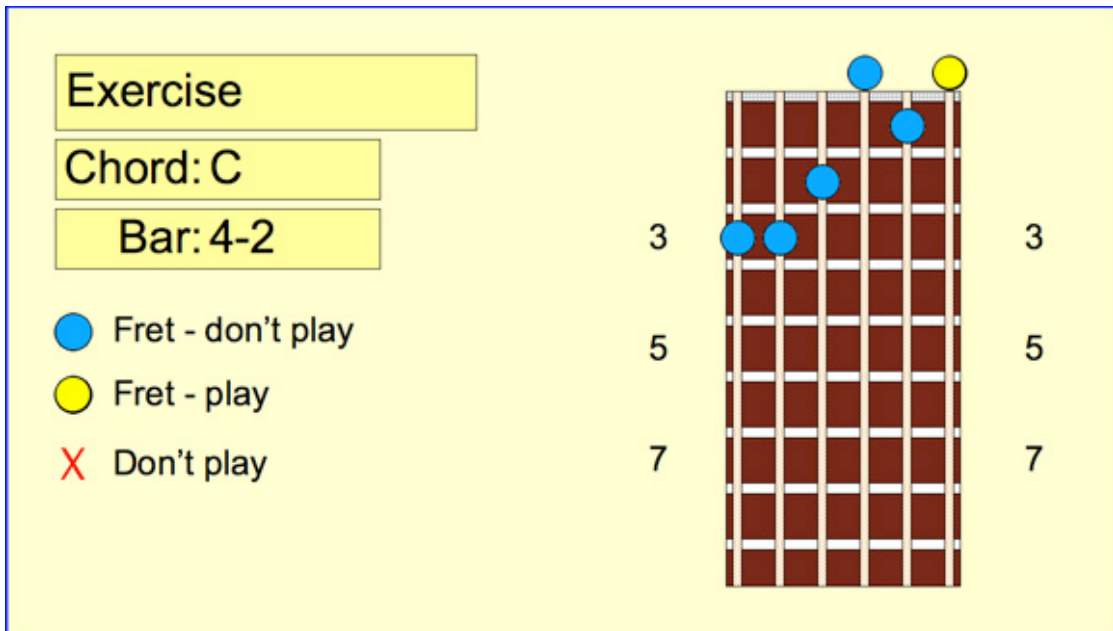 Exercise
Chord: C
Bar: 4-2
Fret - don't play
Fret - play
X Don't play
3 3
5 5
7 7